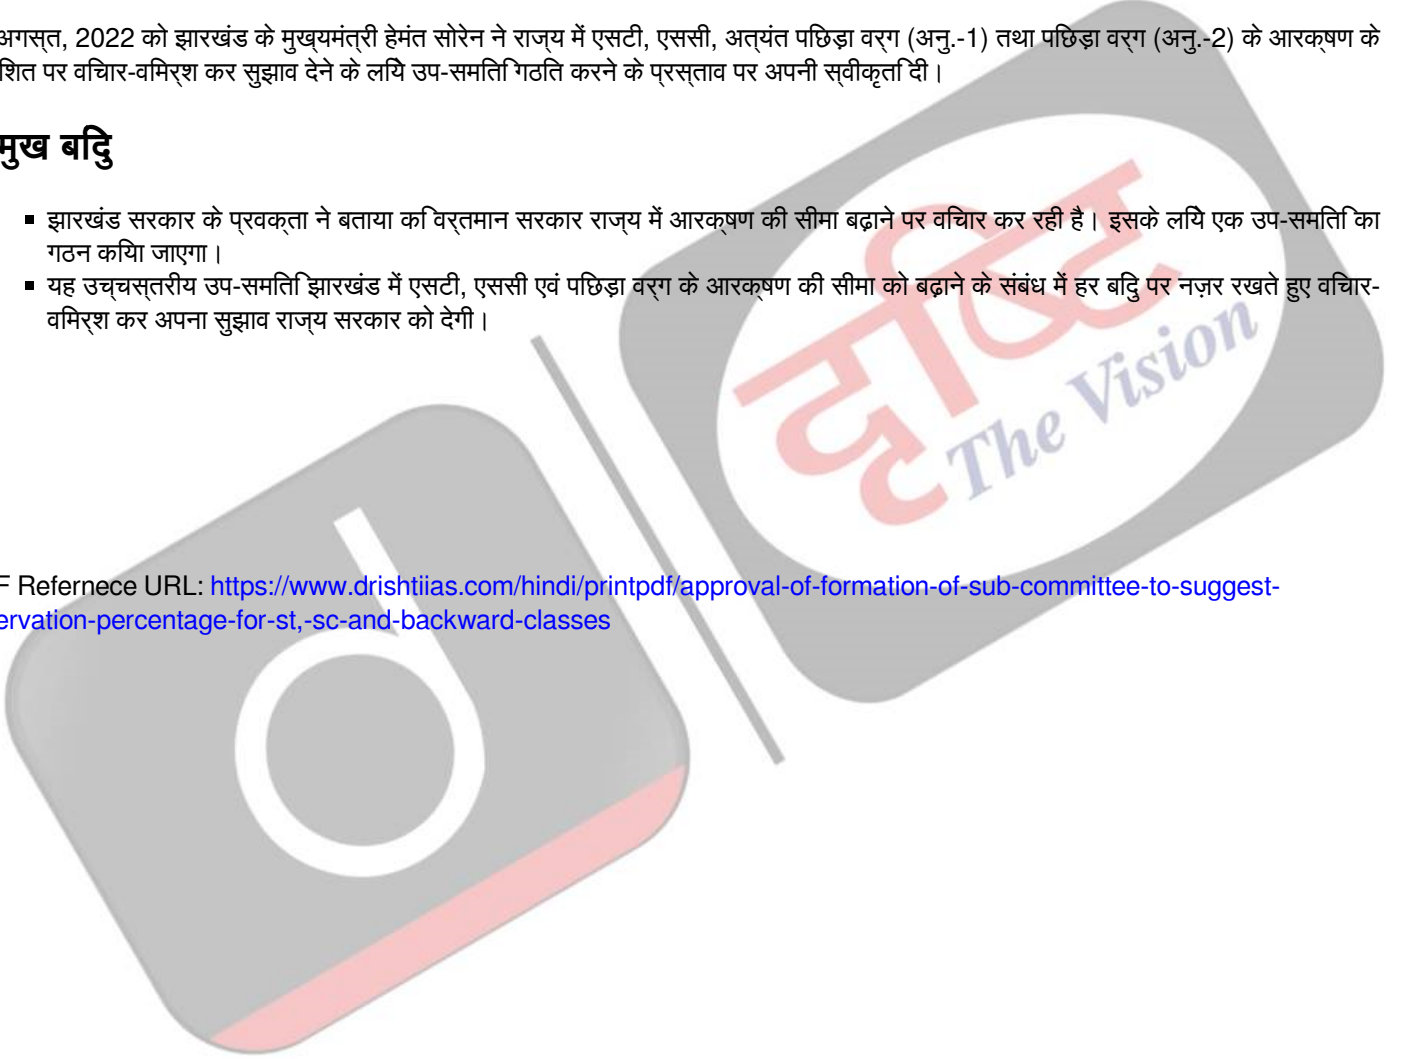 अगस्त, 2022 को झारखंड के मुख्यमंत्री हेमंत सोरेन ने राज्य में एसटी, एससी, अत्यंत पिछड़ा वर्ग (अनु.-1) तथा पिछड़ा वर्ग (अनु.-2) के आरक्षण के
शित पर विचार-विमर्श कर सुझाव देने के लिये उप-समिति गठित करने के प्रस्ताव पर अपनी स्वीकृति दी।
मुख बिंदु
▪ झारखंड सरकार के प्रवक्ता ने बताया कि वर्तमान सरकार राज्य में आरक्षण की सीमा बढ़ाने पर विचार कर रही है। इसके लिये एक उप-समिति का
गठन किया जाएगा।
▪ यह उच्चस्तरीय उप-समिति झारखंड में एसटी, एससी एवं पिछड़ा वर्ग के आरक्षण की सीमा को बढ़ाने के संबंध में हर बिंदु पर नज़र रखते हुए विचार-
विमर्श कर अपना सुझाव राज्य सरकार को देगी।
दृष्टि
The Vision
F Refernece URL: https://www.drishtiias.com/hindi/printpdf/approval-of-formation-of-sub-committee-to-suggest-
ervation-percentage-for-st,-sc-and-backward-classes